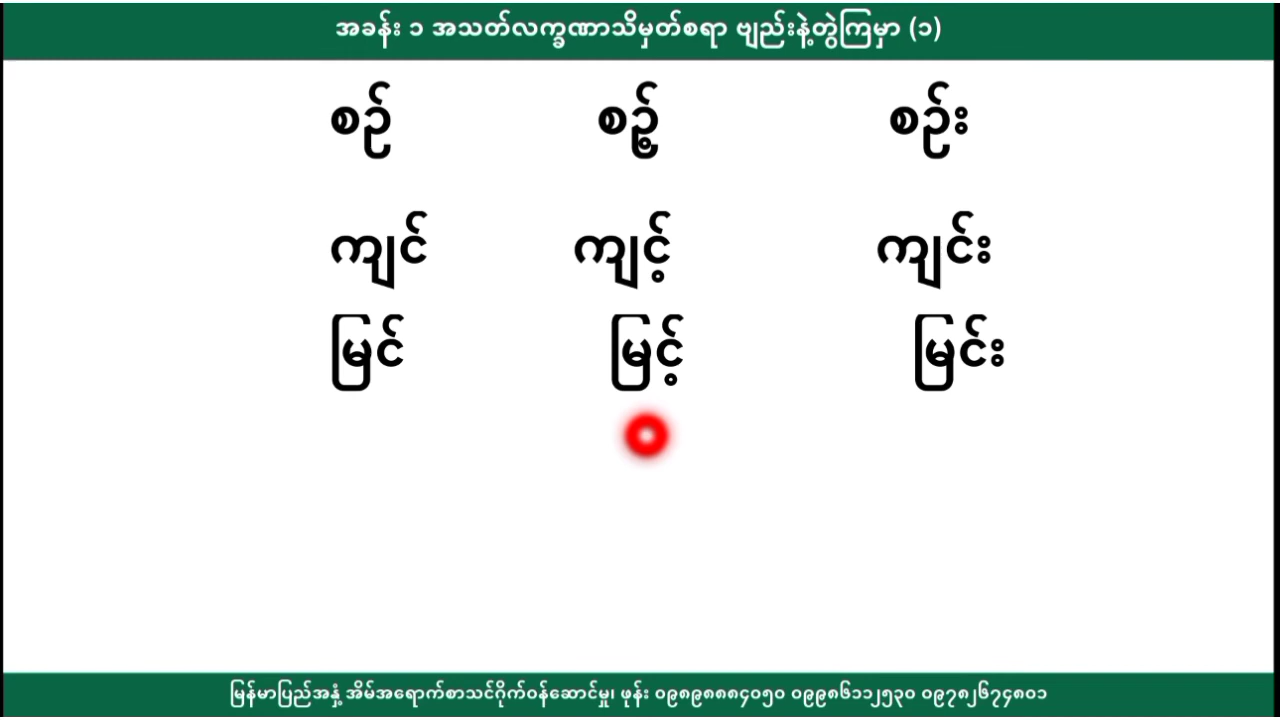 အခန်း ၁ အသတ်လက္ခဏာသိမှတ်စရာ ဗျည်းနဲ့တွဲကြမှာ (၁)
စဉ် စဉ့် စဉ်း
ကျင် ကျင့် ကျင်း
မြင် မြင့် မြင်း
မြန်မာပြည်အနှံ့ အိမ်အရောက်စာသင်ဂိုက်ဝန်ဆောင်မှု၊ ဖုန်း ၀၉၈၉၈၈၈၄၀၅၀ ၀၉၉၈၆၁၁၂၅၃၀ ၀၉၇၈၂၆၇၄၈၀၁